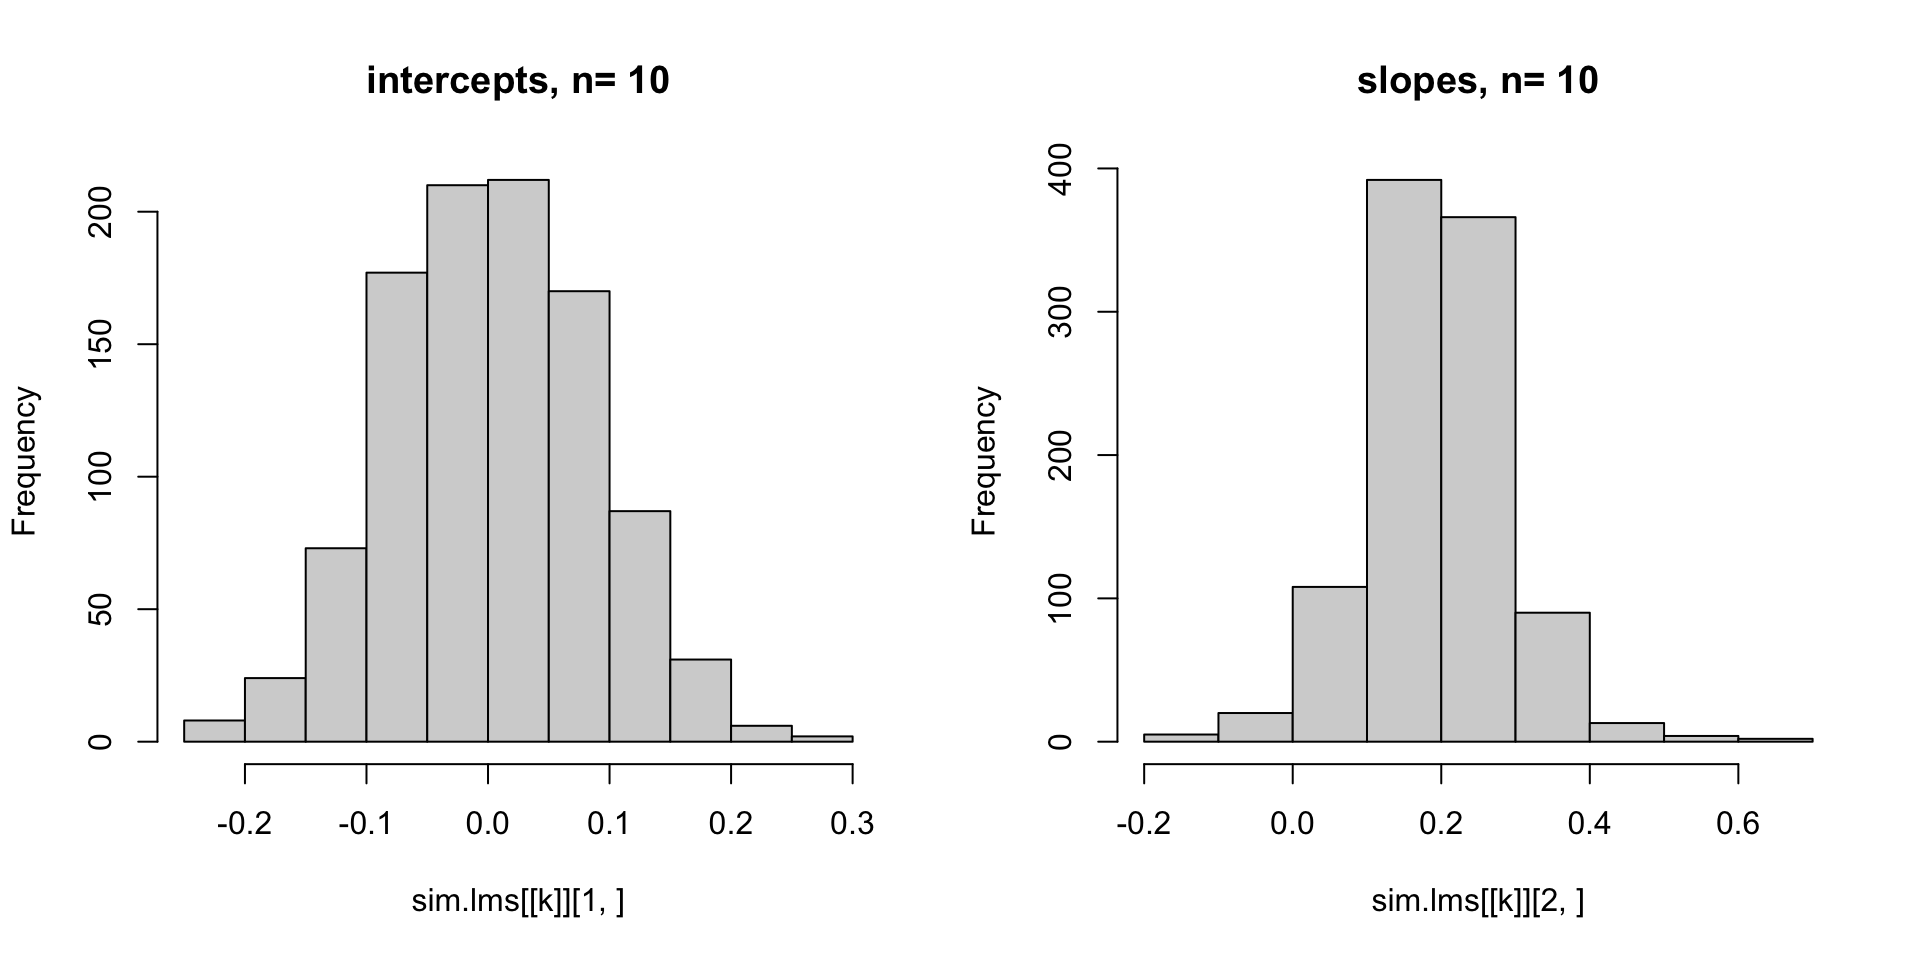 intercepts, n= 10
Frequency
200
150
100
50
0
-0.2 -0.1 0.0 0.1 0.2 0.3
sim.lms[[k]][1, ]
slopes, n= 10
Frequency
400
300
200
100
0
-0.2 0.0 0.2 0.4 0.6
sim.lms[[k]][2, ]